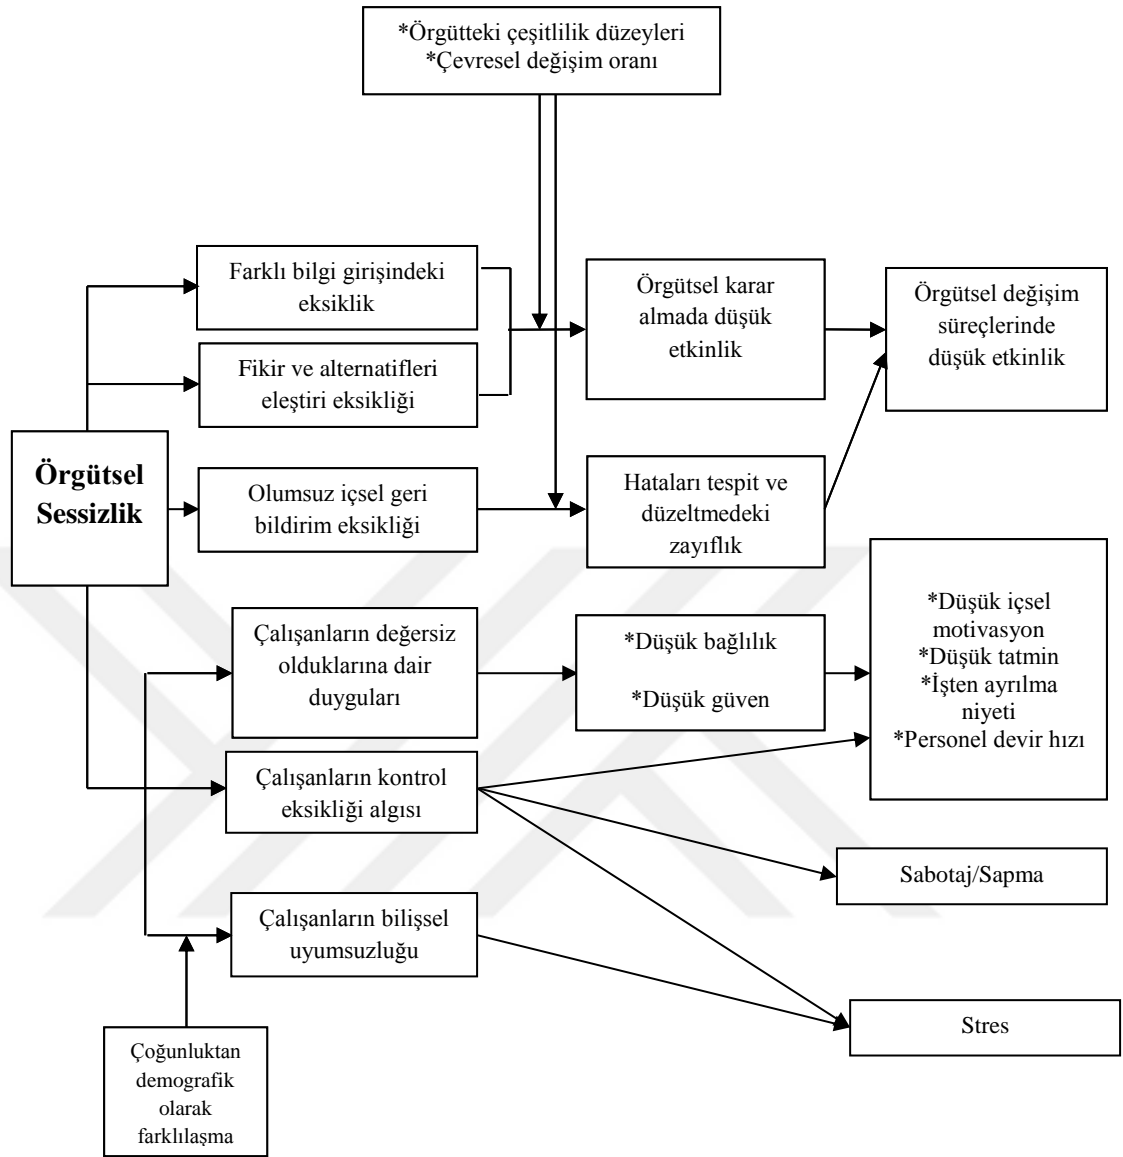 *Örgütteki çeşitlilik düzeyleri
*Çevresel değişim oranı
Farklı bilgi girişindeki
eksiklik
Örgütsel karar
almada düşük
etkinlik
Örgütsel değişim
süreçlerinde
düşük etkinlik
Fikir ve alternatifleri
eleştiri eksikliği
Örgütsel
Sessizlik
Olumsuz içsel geri
bildirim eksikliği
Hataları tespit ve
düzeltmedeki
zayıflık
Çalışanların değersiz
olduklarına dair
duyguları
*Düşük bağlılık
*Düşük güven
*Düşük içsel
motivasyon
*Düşük tatmin
*İşten ayrılma
niyeti
*Personel devir hızı
Çalışanların kontrol
eksikliği algısı
Sabotaj/Sapma
Çalışanların bilişsel
uyumsuzluğu
Stres
Çoğunluktan
demografik
olarak
farklılaşma